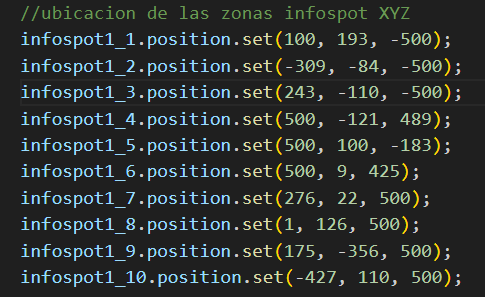 //ubicacion de las zonas infospot XYZ
infospot1_1.position.set(100, 193, -500);
infospot1_2.position.set(-309, -84, -500);
infospot1_3.position.set(243, -110, -500);
infospot1_4.position.set(500, -121, 489);
infospot1_5.position.set(500, 100, -183);
infospot1_6.position.set(500, 9, 425);
infospot1_7.position.set(276, 22, 500);
infospot1_8.position.set(1, 126, 500);
infospot1_9.position.set(175, -356, 500);
infospot1_10.position.set(-427, 110, 500);